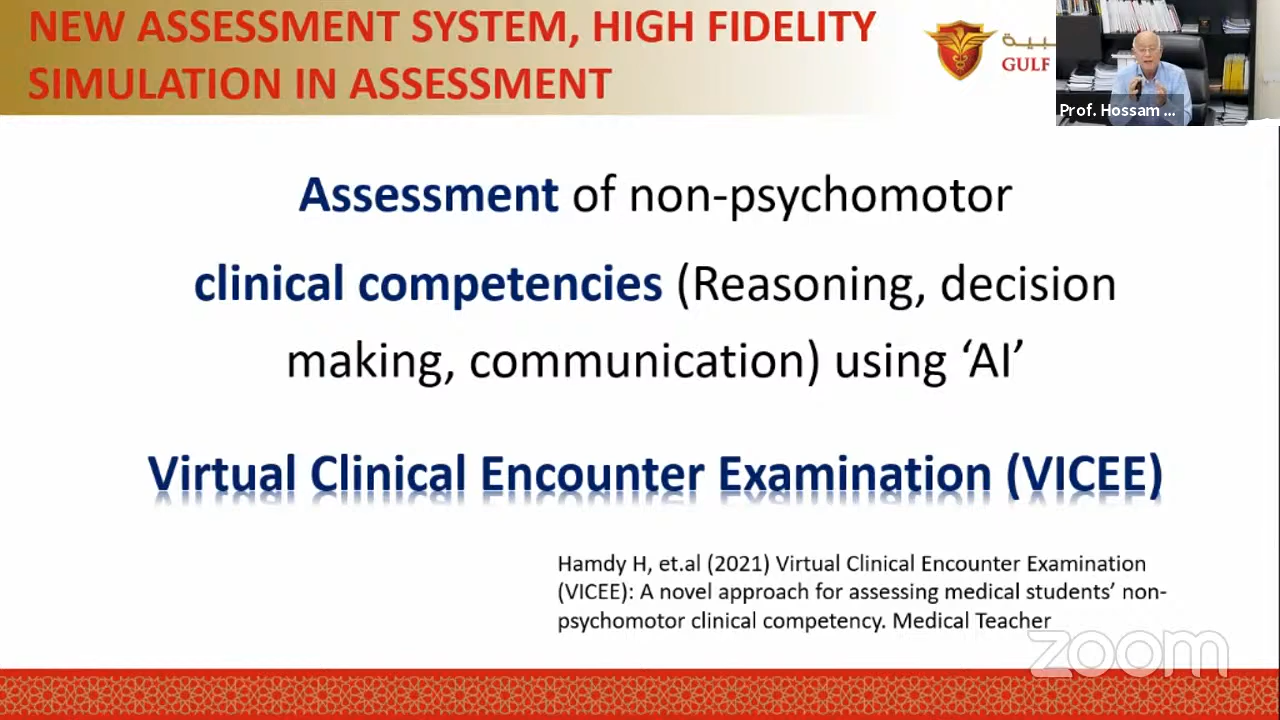 NEW ASSESSMENT SYSTEM, HIGH FIDELITY
SIMULATION IN ASSESSMENT
GULF
Prof. Hossam ...
Assessment of non-psychomotor
clinical competencies (Reasoning, decision
making, communication) using ‘AI’
Virtual Clinical Encounter Examination (VICEE)
Hamdy H, et.al (2021) Virtual Clinical Encounter Examination
(VICEE): A novel approach for assessing medical students’ non-
psychomotor clinical competency. Medical Teacher
zoom